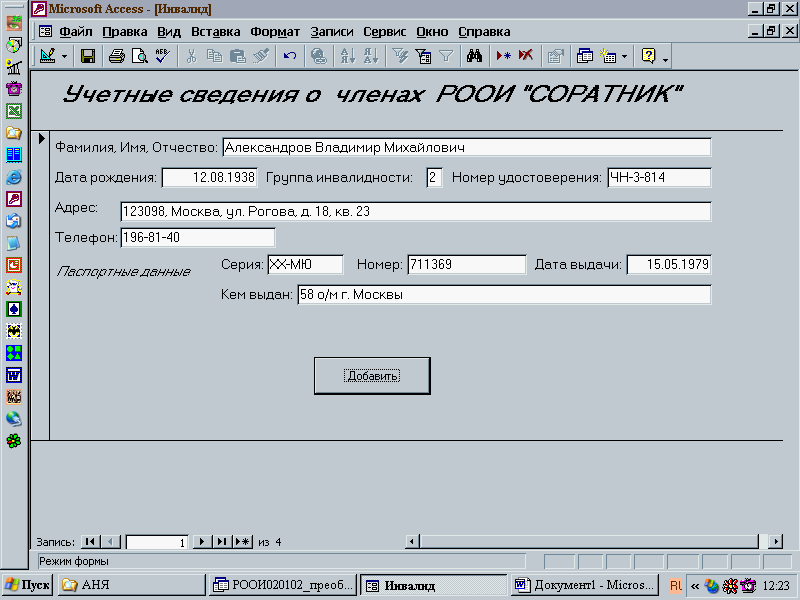 Microsoft Access - [Инвалид]
Файл Правка Вид Вставка Формат Записи Сервис Окно Справка
Учетные сведения о членах РООИ "СОРАТНИК"
Фамилия, Имя, Отчество: Александров Владимир Михайлович
Дата рождения: 12.08.1938 Группа инвалидности: 2 Номер удостоверения: ЧН-3-814
Адрес: 123098, Москва, ул. Рогова, д. 18, кв. 23
Телефон: 196-81-40
Паспортные данные Серия: XX-МЮ Номер: 711369 Дата выдачи: 15.05.1979
Кем выдан: 58 о/м г. Москвы
Добавить
Запись: 1 из 4
Режим формы
Пуск АНЯ РООИ020102_преоб... Инвалид Документ1 - Micros... Rl « 12:23